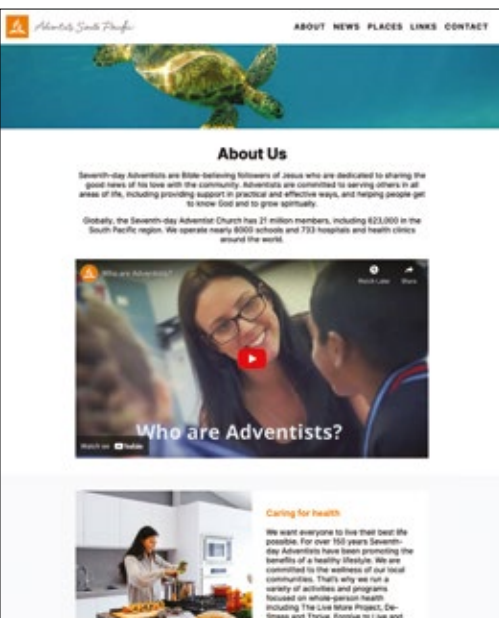 Adventists South Pacific
ABOUT NEWS PLACES LINKS CONTACT
About Us
Seventh-day Adventists are Bible-believing followers of Jesus who are dedicated to sharing the
good news of his love with the community. Adventists are committed to serving others in all
areas of life, including providing support in practical and effective ways, and helping people get
to know God and to grow spiritually.
Globally, the Seventh-day Adventist Church has 21 million members, including 623,000 in the
South Pacific region. We operate nearly 6000 schools and 733 hospitals and health clinics
around the world.
Who are Adventists?
Watch Later Share
Who are Adventists?
Watch on YouTube
Caring for health
We want everyone to live their best life
possible. For over 150 years Seventh-
day Adventists have been promoting the
benefits of a healthy lifestyle. We are
committed to the wellness of our local
communities. That's why we run a
variety of activities and programs
focused on whole-person health
including The Live More Project, De-
Stress and Thrive, Forgive to Live and